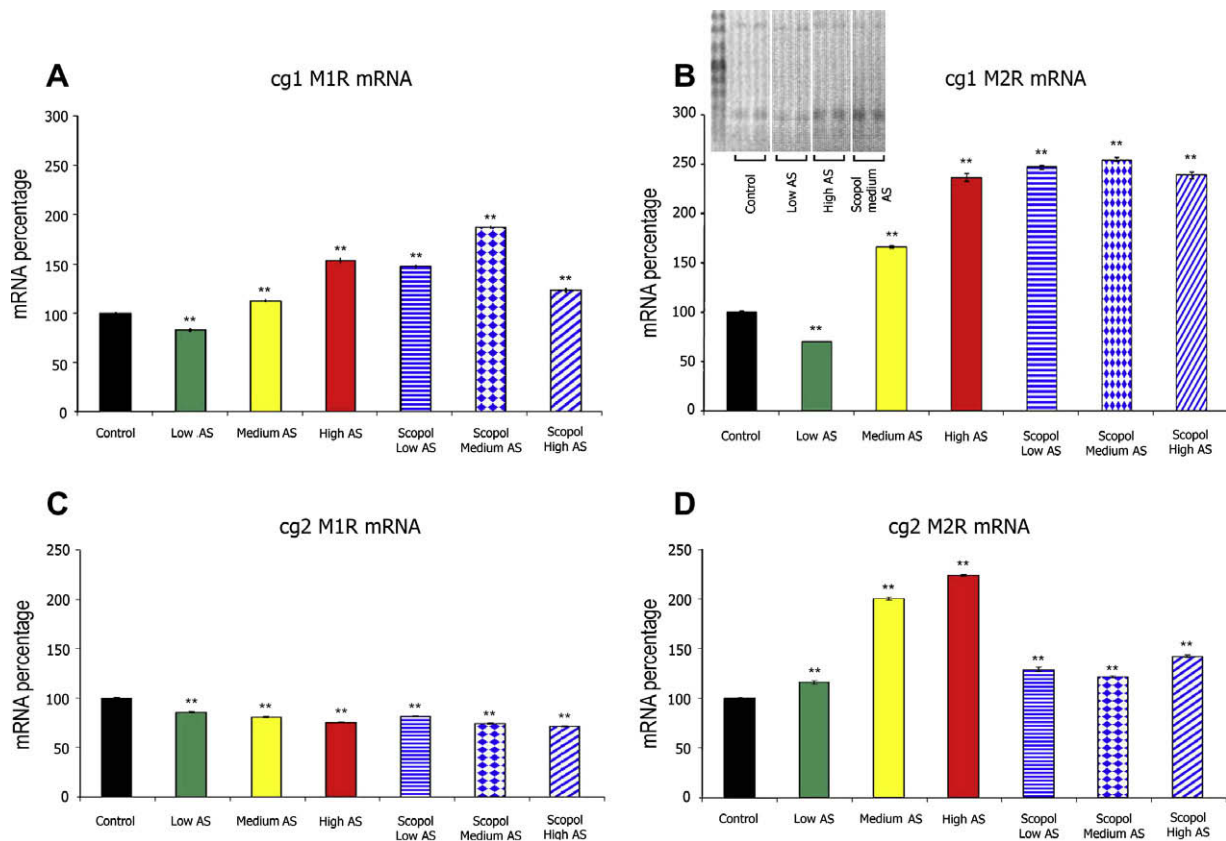 A
cg1 M1R mRNA
mRNA percentage
300
250
200
150
100
50
0
**
**
**
**
**
**
Control
Low .AS
Medium AS
High AS
Scopol
Low AS
Scopol
Medium AS
Scopol
High AS
B
cg1 M2R mRNA
Control
Low AS
High AS
Scopol
medium
AS
mRNA percentage
300
250
200
150
100
50
0
**
**
**
**
**
**
Control
Low AS
Medium AS
High AS
Scopol
Low AS
Scopol
Medium AS
Scopol
High AS
C
cg2 M1R mRNA
mRNA percentage
250
200
150
100
50
0
**
**
**
**
**
**
Control
Low AS
Medium AS
High AS
Scopol
Low AS
Scopol
Medium AS
Scopol
High AS
D
cg2 M2R mRNA
mRNA percentage
250
200
150
100
50
0
**
**
**
**
**
**
Control
Low AS
Medium AS
High AS
Scopol
Low AS
Scopol
Medium AS
Scopol
High AS